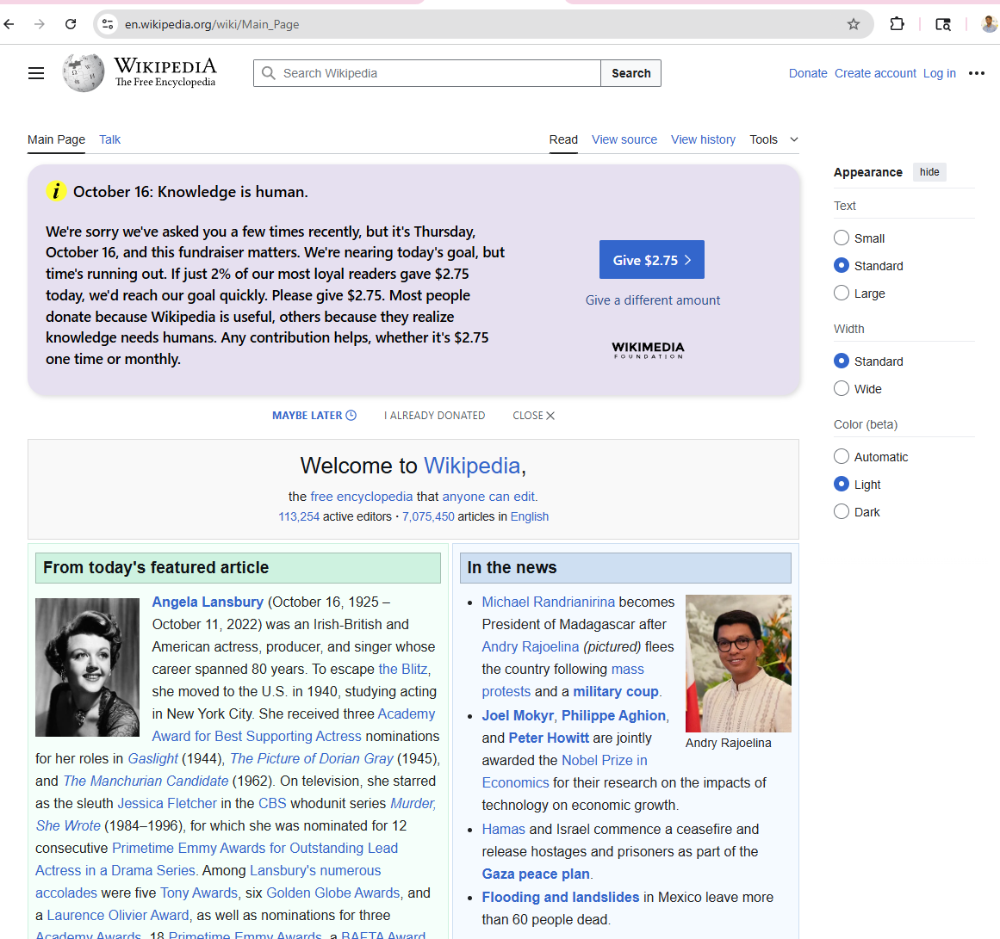 en.wikipedia.org/wiki/Main_Page
WIKIPEDIA
The Free Encyclopedia
Search Wikipedia
Search
Donate Create account Log in
Main Page Talk
Read View source View history Tools
i October 16: Knowledge is human.
We're sorry we've asked you a few times recently, but it's Thursday,
October 16, and this fundraiser matters. We're nearing today's goal, but
time's running out. If just 2% of our most loyal readers gave $2.75
today, we'd reach our goal quickly. Please give $2.75. Most people
donate because Wikipedia is useful, others because they realize
knowledge needs humans. Any contribution helps, whether it's $2.75
one time or monthly.
Give $2.75
Give a different amount
WIKIMEDIA
FOUNDATION
MAYBE LATER I ALREADY DONATED CLOSE
Appearance hide
Text
Small
Standard
Large
Width
Standard
Wide
Color (beta)
Automatic
Light
Dark
Welcome to Wikipedia,
the free encyclopedia that anyone can edit.
113,254 active editors · 7,075,450 articles in English
From today's featured article
Angela Lansbury (October 16, 1925 –
October 11, 2022) was an Irish-British and
American actress, producer, and singer whose
career spanned 80 years. To escape the Blitz,
she moved to the U.S. in 1940, studying acting
in New York City. She received three Academy
Award for Best Supporting Actress nominations
for her roles in Gaslight (1944), The Picture of Dorian Gray (1945),
and The Manchurian Candidate (1962). On television, she starred
as the sleuth Jessica Fletcher in the CBS whodunit series Murder,
She Wrote (1984–1996), for which she was nominated for 12
consecutive Primetime Emmy Awards for Outstanding Lead
Actress in a Drama Series. Among Lansbury's numerous
accolades were five Tony Awards, six Golden Globe Awards, and
a Laurence Olivier Award, as well as nominations for three
Academy Awards, 18 Primetime Emmy Awards, a BAFTA Award
In the news
Michael Randrianirina becomes
President of Madagascar after
Andry Rajoelina (pictured) flees
the country following mass
protests and a military coup.
Andry Rajoelina
Joel Mokyr, Philippe Aghion,
and Peter Howitt are jointly
awarded the Nobel Prize in
Economics for their research on the impacts of
technology on economic growth.
Hamas and Israel commence a ceasefire and
release hostages and prisoners as part of the
Gaza peace plan.
Flooding and landslides in Mexico leave more
than 60 people dead.